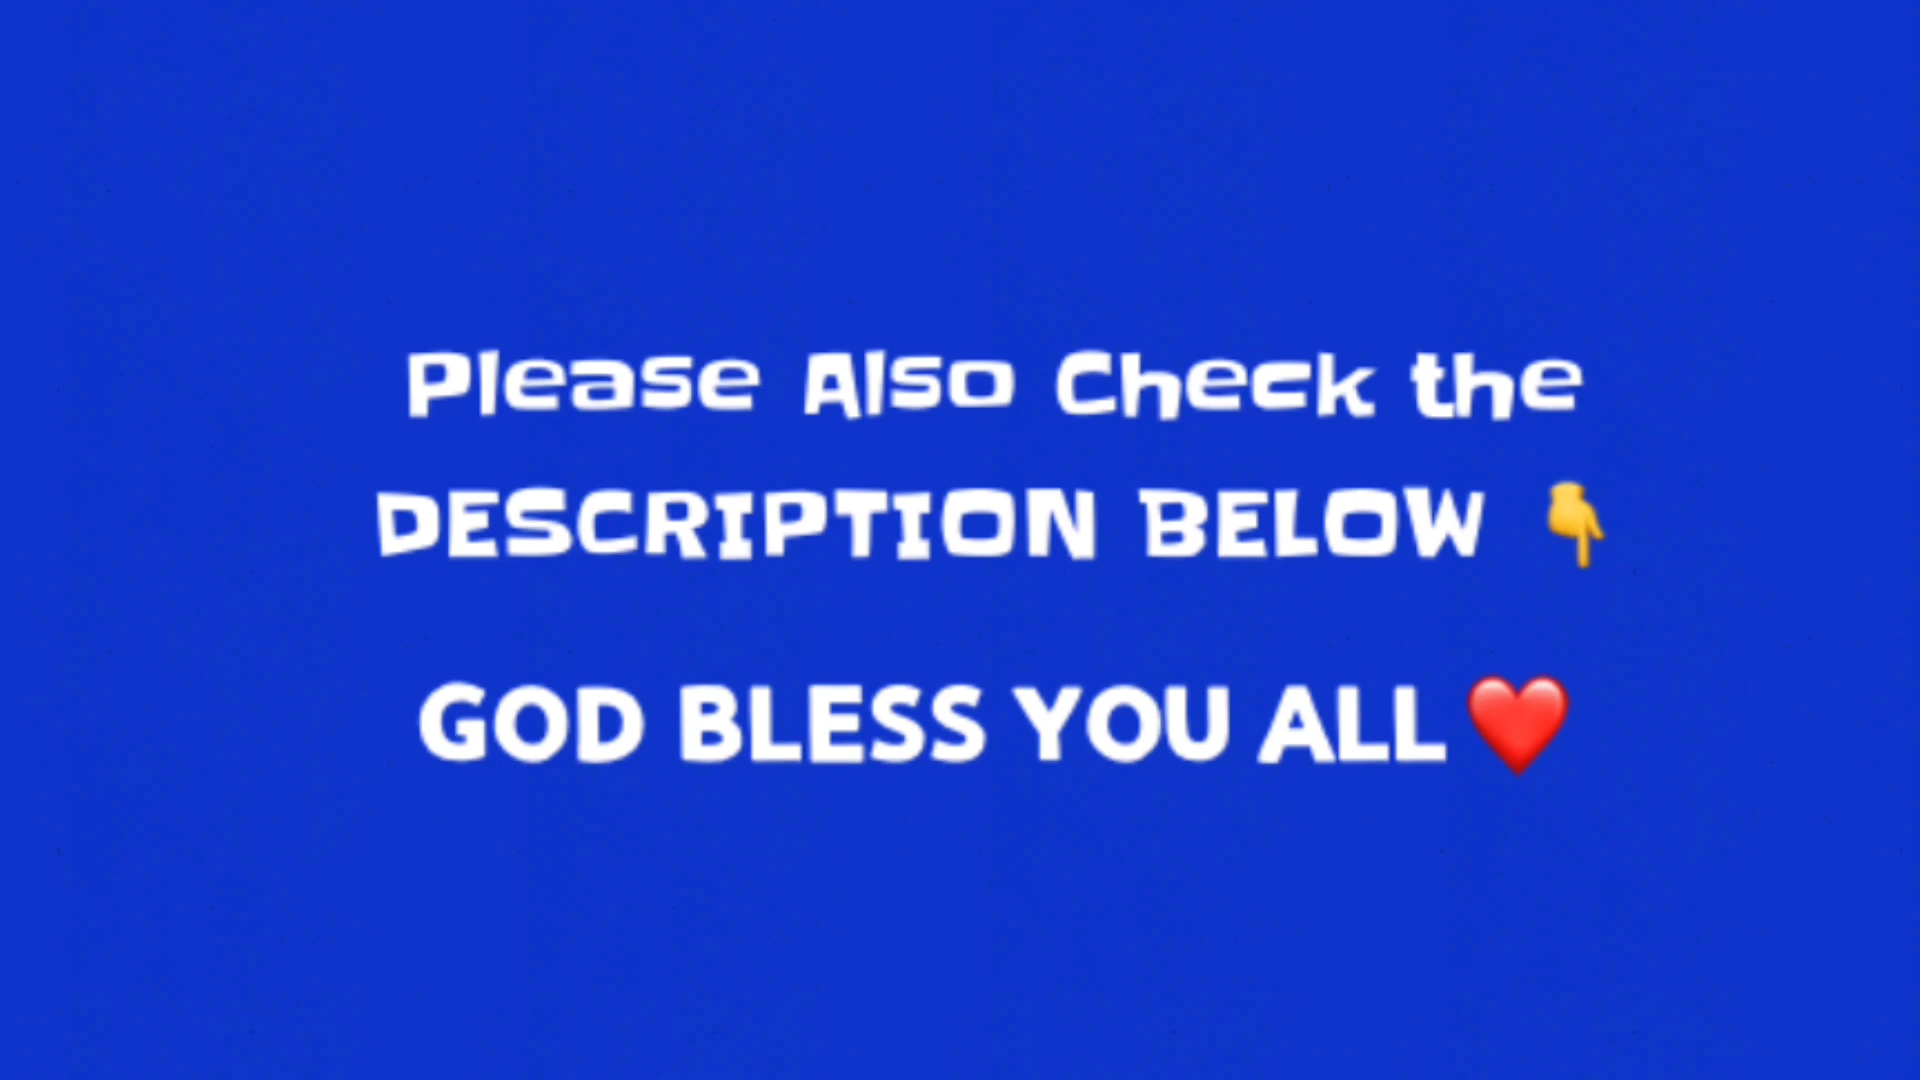 Please Also Check the
DESCRIPTION BELOW 👇
GOD BLESS YOU ALL ❤️